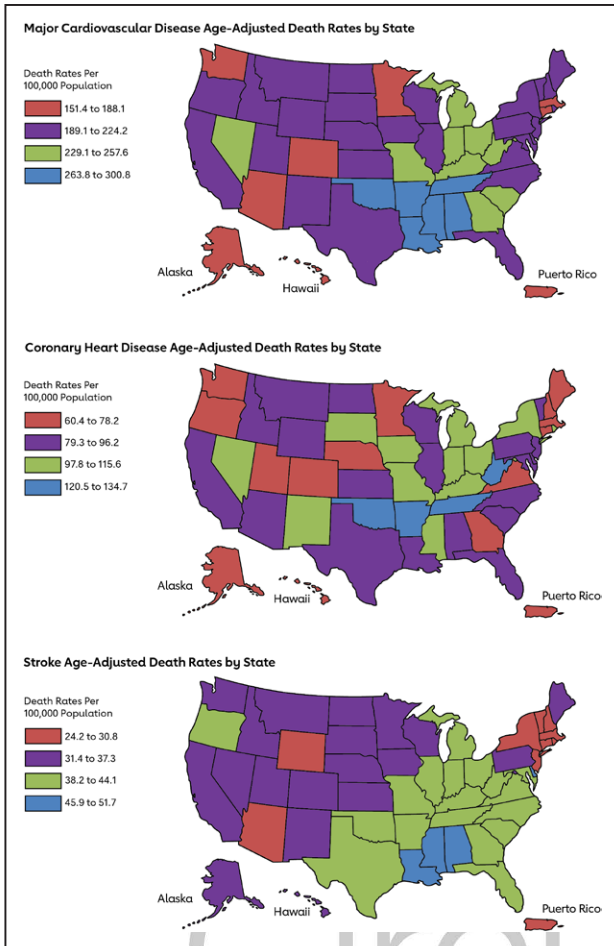 Major Cardiovascular Disease Age-Adjusted Death Rates by State
Death Rates Per
100,000 Population
151.4 to 188.1
189.1 to 224.2
229.1 to 257.6
263.8 to 300.8
Alaska
Hawaii
Puerto Rico
Coronary Heart Disease Age-Adjusted Death Rates by State
Death Rates Per
100,000 Population
60.4 to 78.2
79.3 to 96.2
97.8 to 115.6
120.5 to 134.7
Alaska
Hawaii
Puerto Rico
Stroke Age-Adjusted Death Rates by State
Death Rates Per
100,000 Population
24.2 to 30.8
31.4 to 37.3
38.2 to 44.1
45.9 to 51.7
Alaska
Hawaii
Puerto Rico